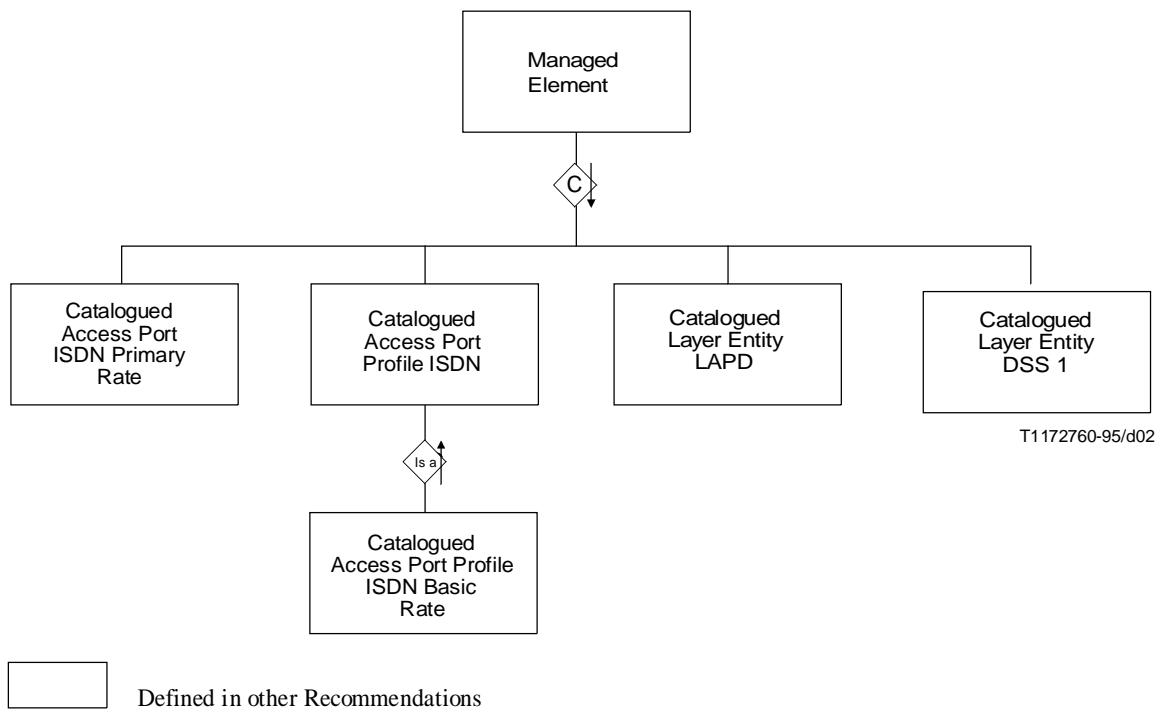 Managed
Element
C
Catalogued
Access Port
ISDN Primary
Rate
Catalogued
Access Port
Profile ISDN
Catalogued
Layer Entity
LAPD
Catalogued
Layer Entity
DSS 1
T1172760-95/d02
Is a
Catalogued
Access Port Profile
ISDN Basic
Rate
Defined in other Recommendations